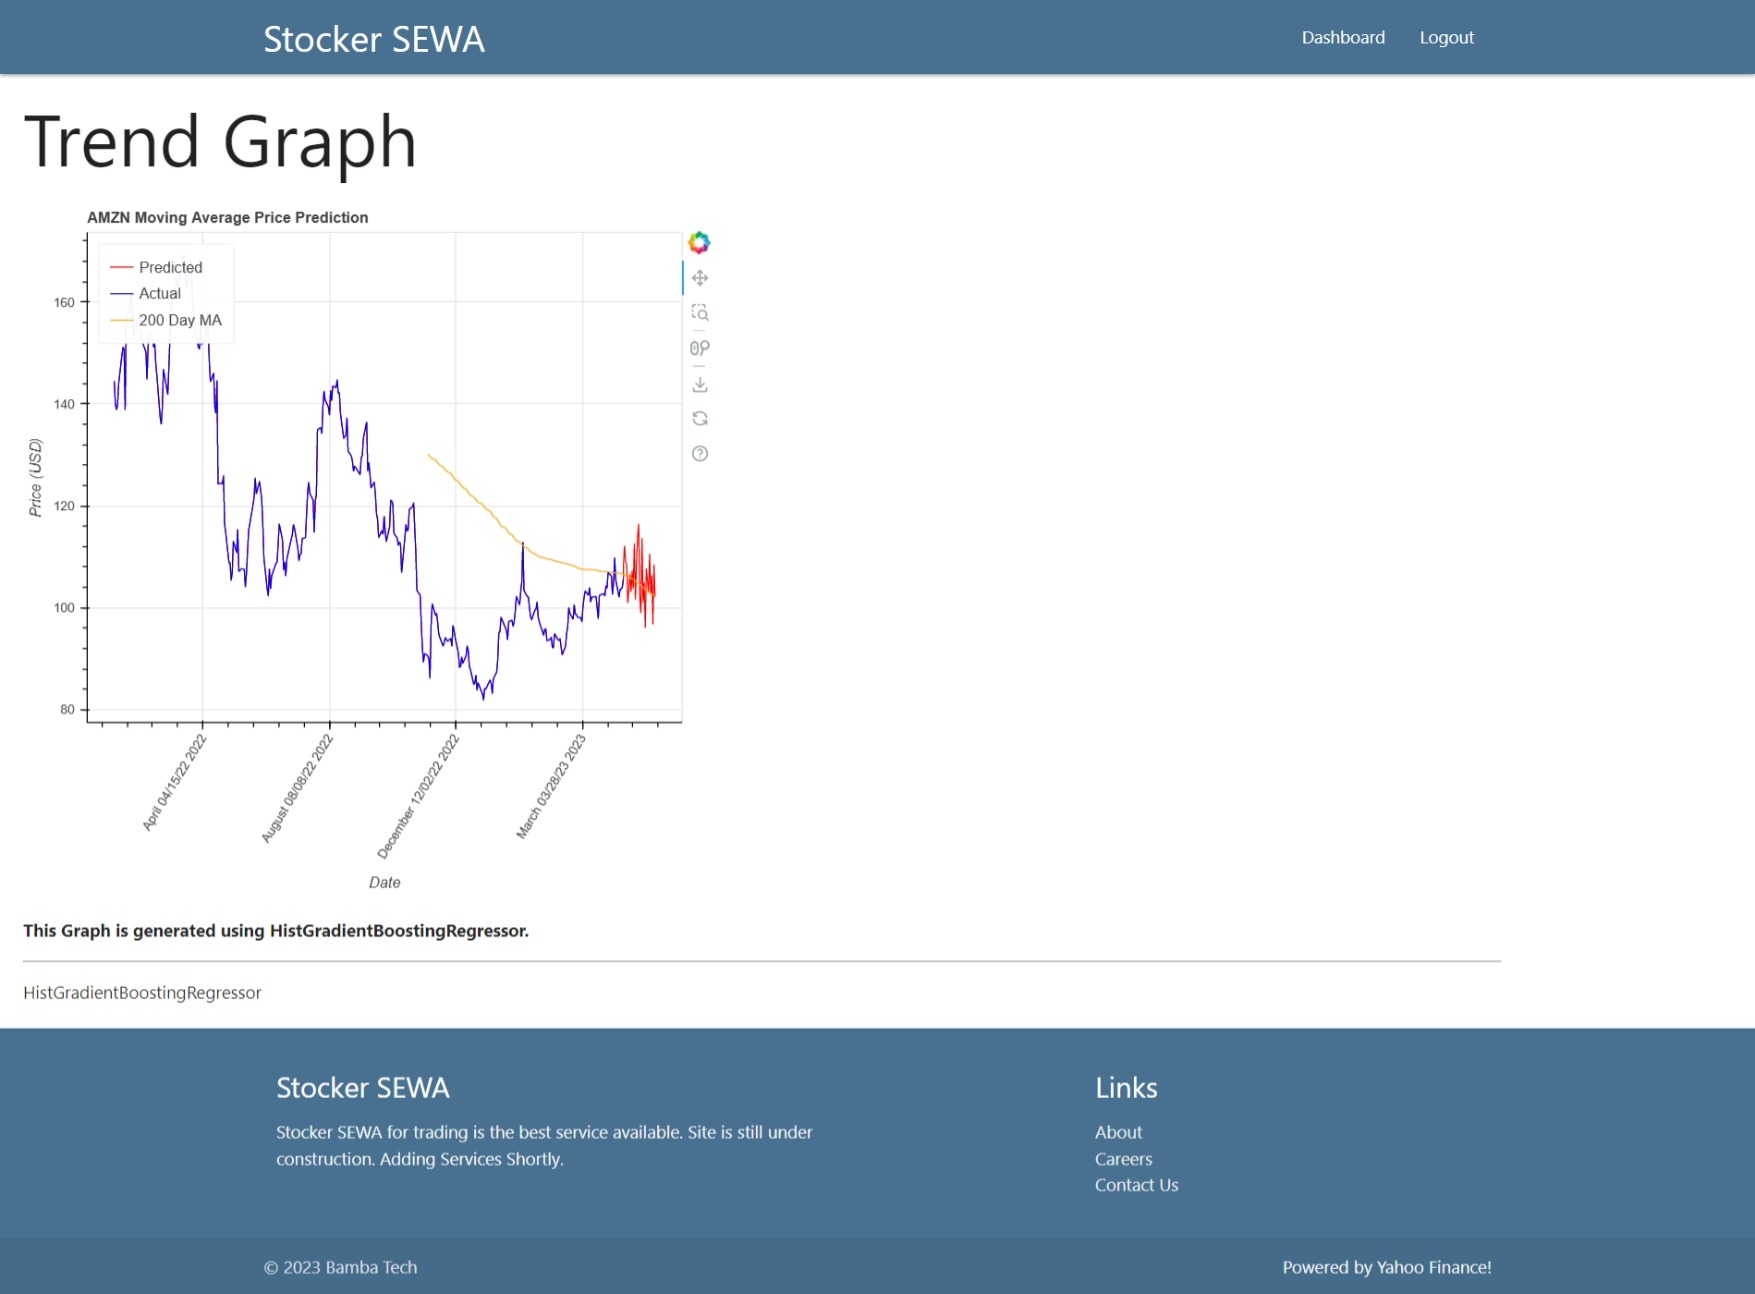 Stocker SEWA
Dashboard
Logout
Trend Graph
AMZN Moving Average Price Prediction
Predicted
Actual
200 Day MA
160
140
120
100
80
Price (USD)
April 04/15/22 2022
August 08/08/22 2022
December 12/02/22 2022
March 03/28/23 2023
Date
This Graph is generated using HistGradientBoostingRegressor.
HistGradientBoostingRegressor
Stocker SEWA
Stocker SEWA for trading is the best service available. Site is still under
construction. Adding Services Shortly.
Links
About
Careers
Contact Us
© 2023 Bamba Tech
Powered by Yahoo Finance!